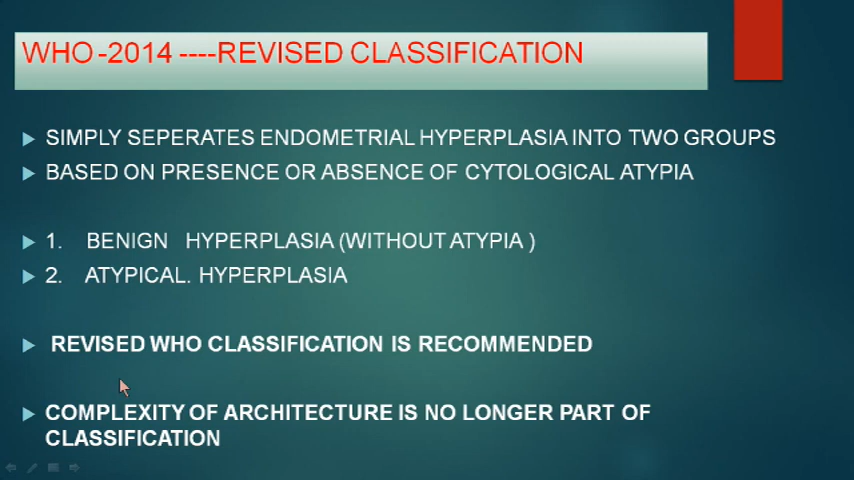 WHO -2014 ----REVISED CLASSIFICATION
SIMPLY SEPERATES ENDOMETRIAL HYPERPLASIA INTO TWO GROUPS
BASED ON PRESENCE OR ABSENCE OF CYTOLOGICAL ATYPIA
1. BENIGN HYPERPLASIA (WITHOUT ATYPIA )
2. ATYPICAL. HYPERPLASIA
REVISED WHO CLASSIFICATION IS RECOMMENDED
COMPLEXITY OF ARCHITECTURE IS NO LONGER PART OF
CLASSIFICATION